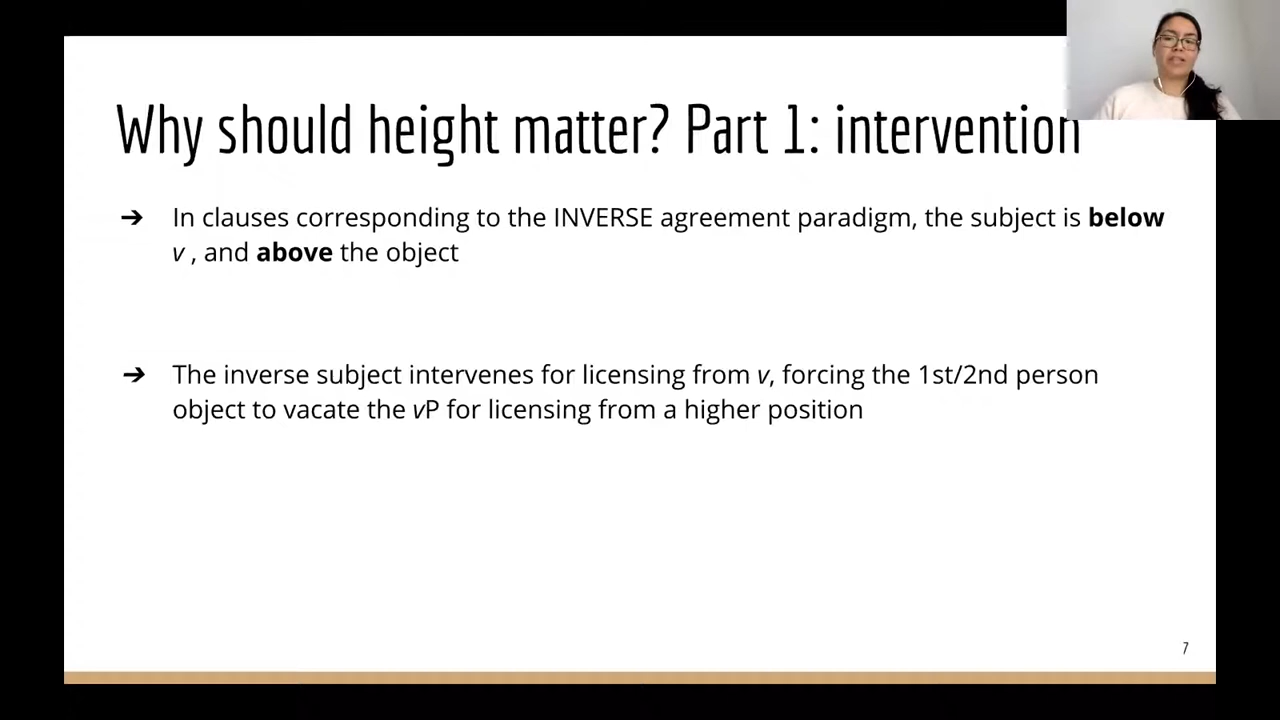 Why should height matter? Part 1: intervention
➔ In clauses corresponding to the INVERSE agreement paradigm, the subject is below
v , and above the object
➔ The inverse subject intervenes for licensing from v, forcing the 1st/2nd person
object to vacate the vP for licensing from a higher position
7